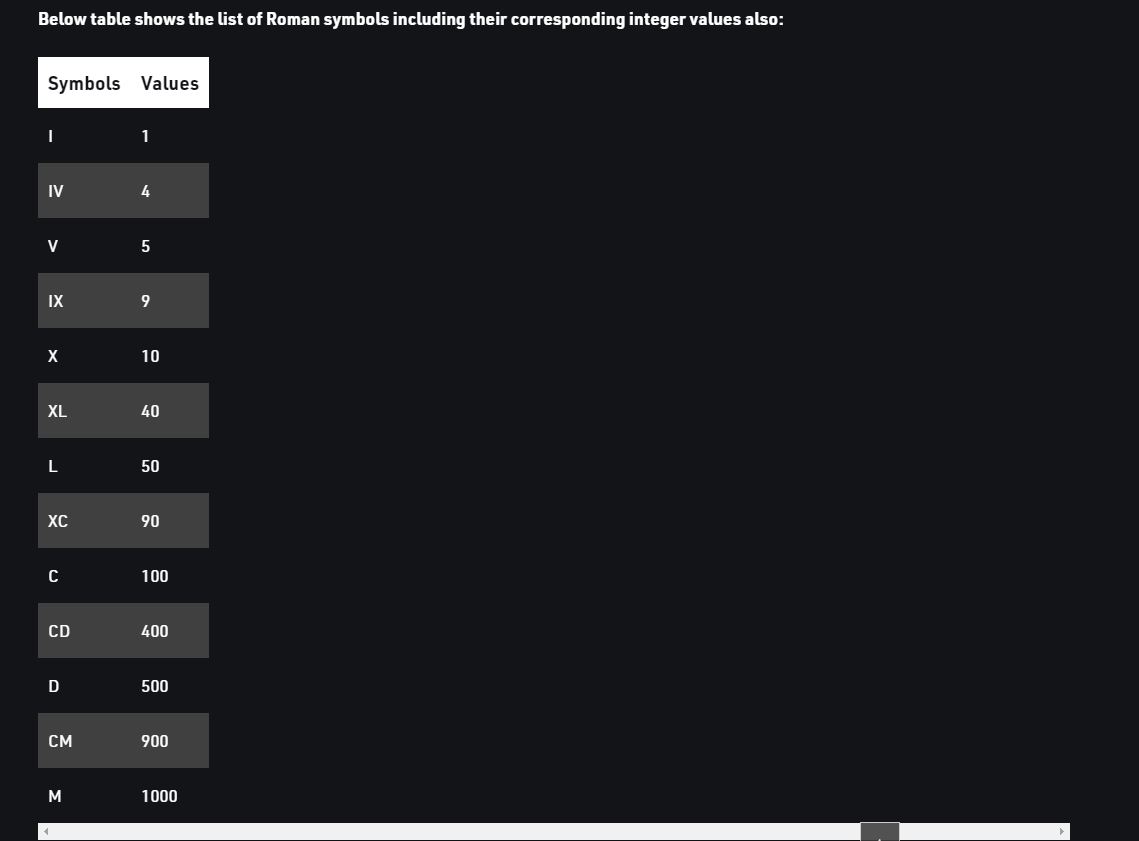 Below table shows the list of Roman symbols including their corresponding integer values also:
Symbols Values
I 1
IV 4
V 5
IX 9
X 10
XL 40
L 50
XC 90
C 100
CD 400
D 500
CM 900
M 1000